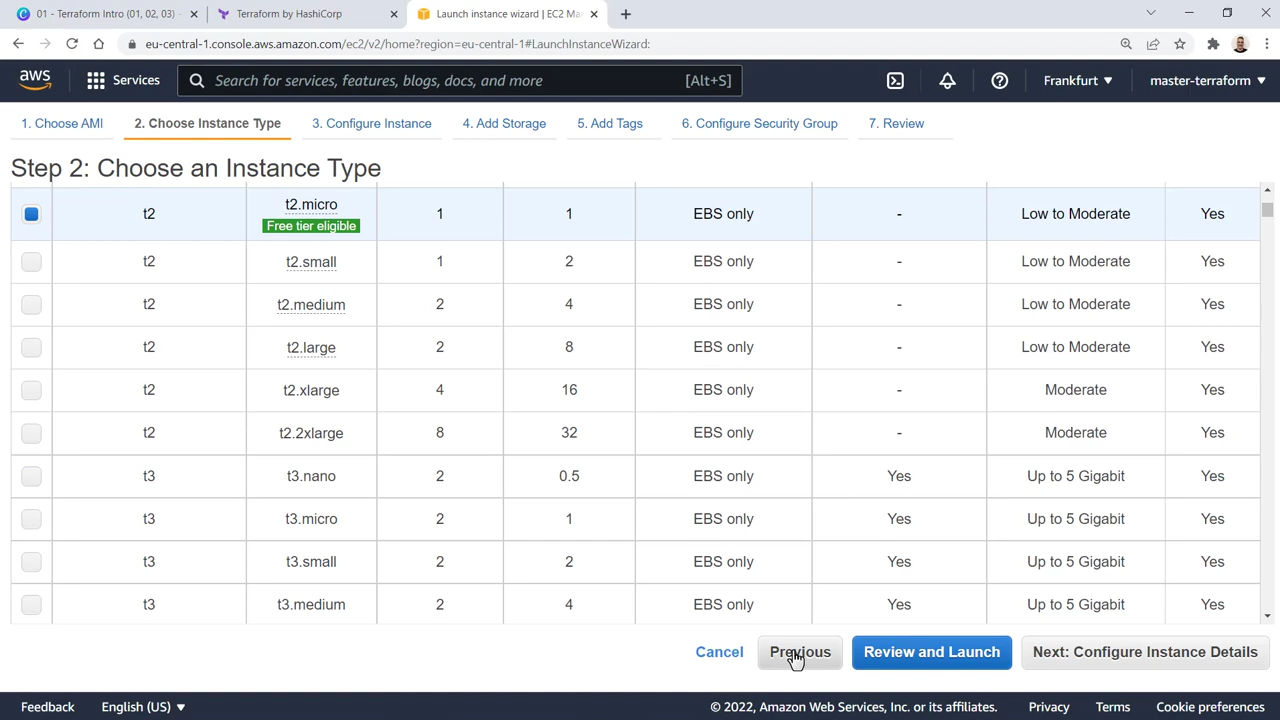 01 - Terraform Intro (01, 02, 03)
Terraform by HashiCorp
Launch instance wizard | EC2 Ma
eu-central-1.console.aws.amazon.com/ec2/v2/home?region=eu-central-1#LaunchInstanceWizard:
aws
Services
Search for services, features, blogs, docs, and more
[Alt+S]
Frankfurt
master-terraform
1. Choose AMI
2. Choose Instance Type
3. Configure Instance
4. Add Storage
5. Add Tags
6. Configure Security Group
7. Review
Step 2: Choose an Instance Type
t2 t2.micro 1 1 EBS only - Low to Moderate Yes
Free tier eligible
t2 t2.small 1 2 EBS only - Low to Moderate Yes
t2 t2.medium 2 4 EBS only - Low to Moderate Yes
t2 t2.large 2 8 EBS only - Low to Moderate Yes
t2 t2.xlarge 4 16 EBS only - Moderate Yes
t2 t2.2xlarge 8 32 EBS only - Moderate Yes
t3 t3.nano 2 0.5 EBS only Yes Up to 5 Gigabit Yes
t3 t3.micro 2 1 EBS only Yes Up to 5 Gigabit Yes
t3 t3.small 2 2 EBS only Yes Up to 5 Gigabit Yes
t3 t3.medium 2 4 EBS only Yes Up to 5 Gigabit Yes
Cancel
Previous
Review and Launch
Next: Configure Instance Details
Feedback
English (US)
© 2022, Amazon Web Services, Inc. or its affiliates.
Privacy
Terms
Cookie preferences